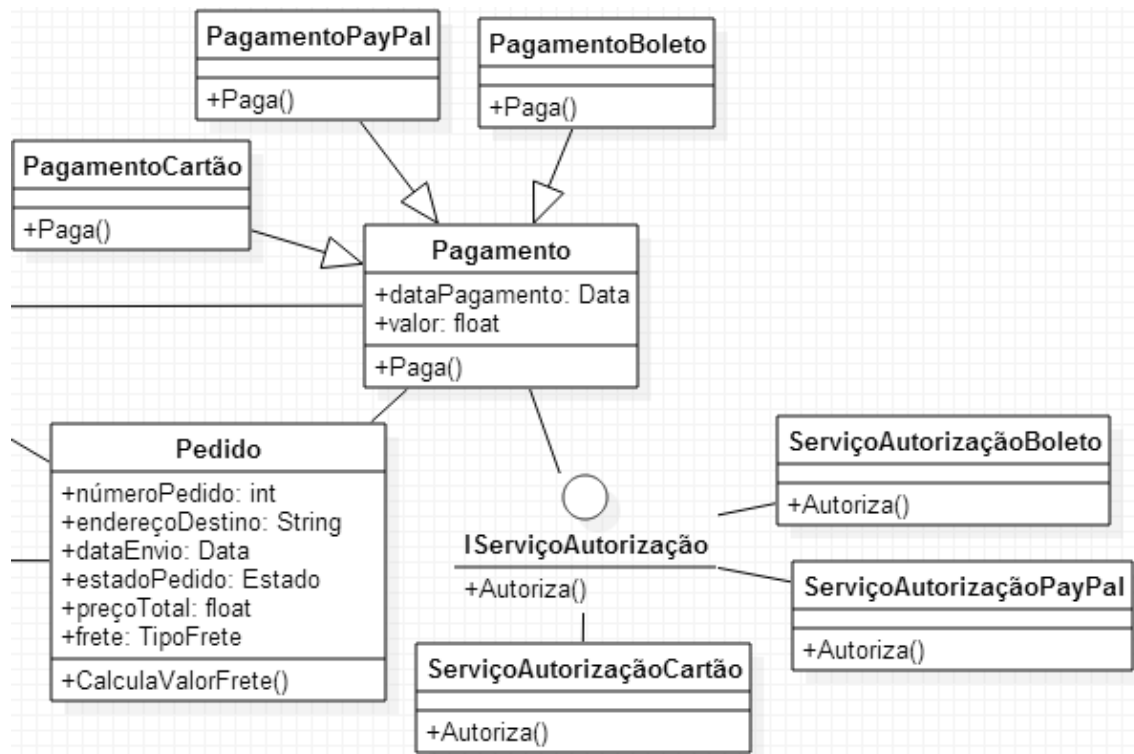 PagamentoPayPal
+Paga()
PagamentoBoleto
+Paga()
PagamentoCartão
+Paga()
Pagamento
+dataPagamento: Data
+valor: float
+Paga()
Pedido
+númeroPedido: int
+endereçoDestino: String
+dataEnvio: Data
+estadoPedido: Estado
+preçoTotal: float
+frete: TipoFrete
+CalculaValorFrete()
IServiçoAutorização
+Autoriza()
ServiçoAutorizaçãoBoleto
+Autoriza()
ServiçoAutorizaçãoPayPal
+Autoriza()
ServiçoAutorizaçãoCartão
+Autoriza()